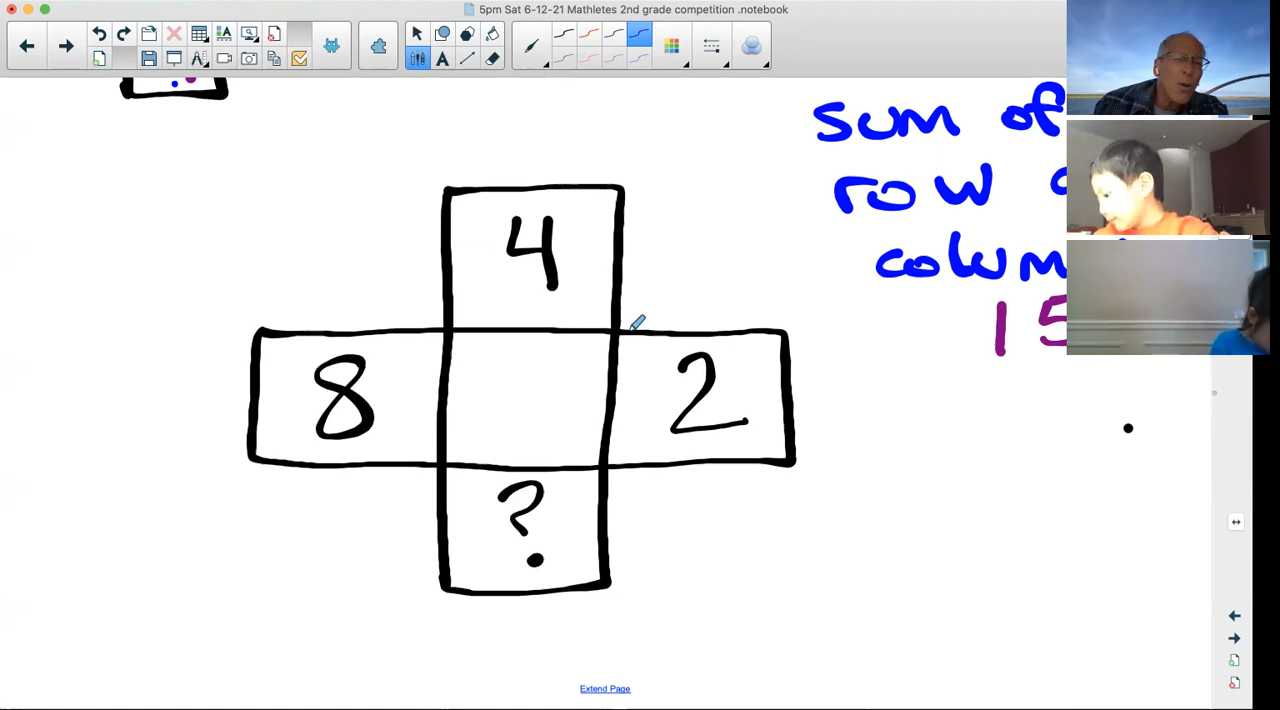 5pm Sat 6-12-21 Mathletes 2nd grade competition .notebook
sum of
row
4
colum
15
8 2
?
Extend Page